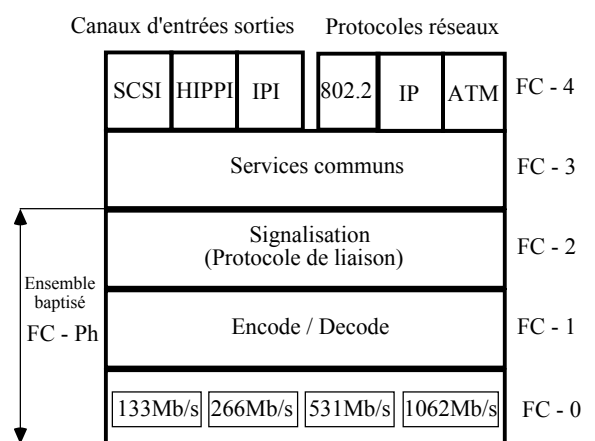 Canaux d'entrées sorties Protocoles réseaux
SCSI HIPPI IPI 802.2 IP ATM FC - 4
Services communs FC - 3
Signalisation
(Protocole de liaison) FC - 2
Ensemble
baptisé
FC - Ph
Encode / Decode FC - 1
133Mb/s 266Mb/s 531Mb/s 1062Mb/s FC - 0